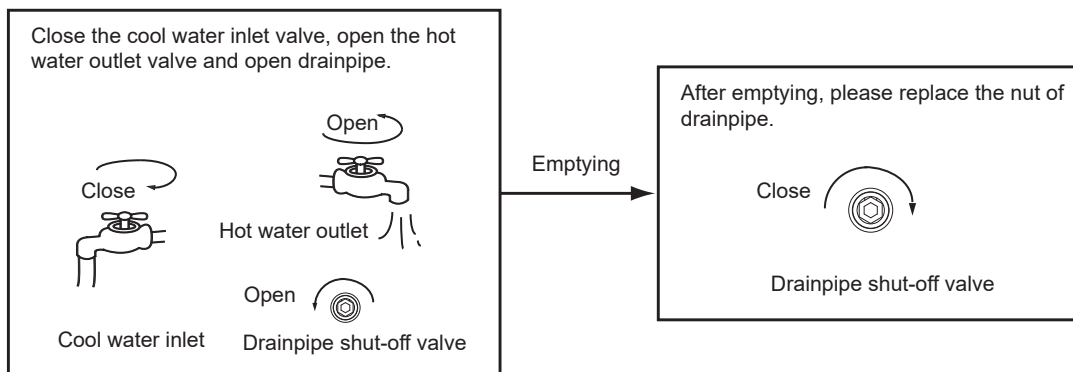 Close the cool water inlet valve, open the hot
water outlet valve and open drainpipe.
Open
Close
Hot water outlet
Open
Cool water inlet
Drainpipe shut-off valve
Emptying
After emptying, please replace the nut of
drainpipe.
Close
Drainpipe shut-off valve